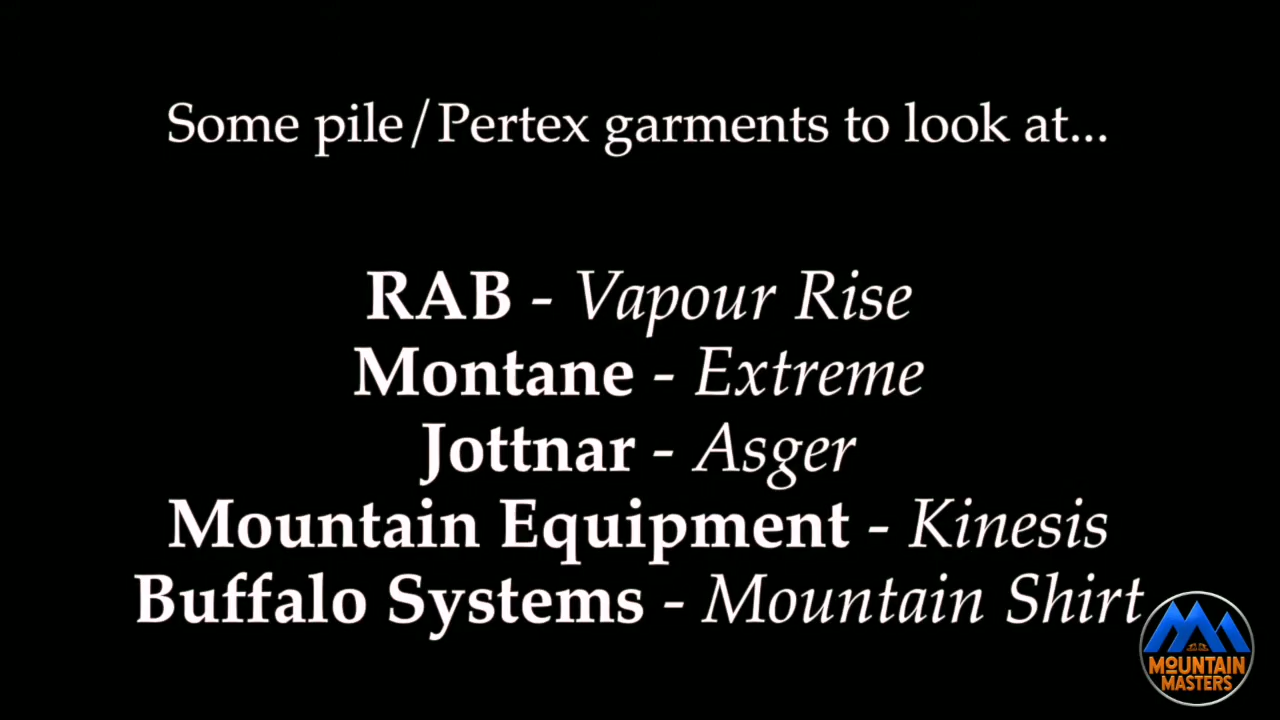 Some pile/Pertex garments to look at...
RAB - Vapour Rise
Montane - Extreme
Jottnar - Asger
Mountain Equipment - Kinesis
Buffalo Systems - Mountain Shirt
MOUNTAIN
MASTERS